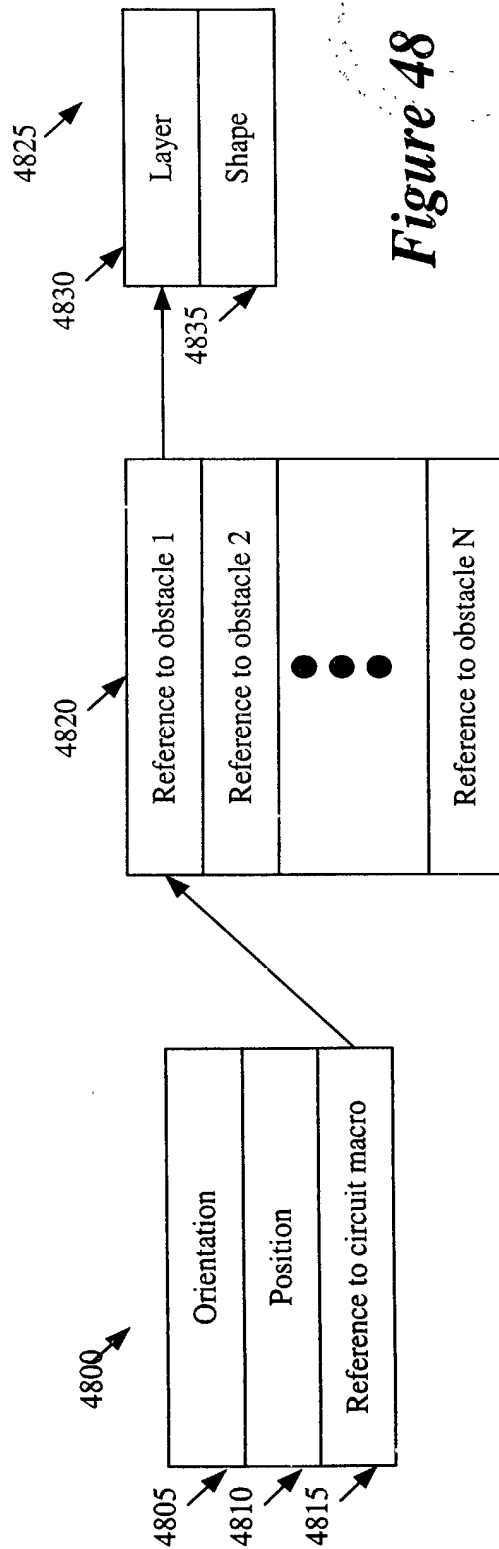 4800
4805
Orientation
4810
Position
4815
Reference to circuit macro
4820
Reference to obstacle 1
Reference to obstacle 2
Reference to obstacle N
4825
4830
Layer
4835
Shape
Figure 48